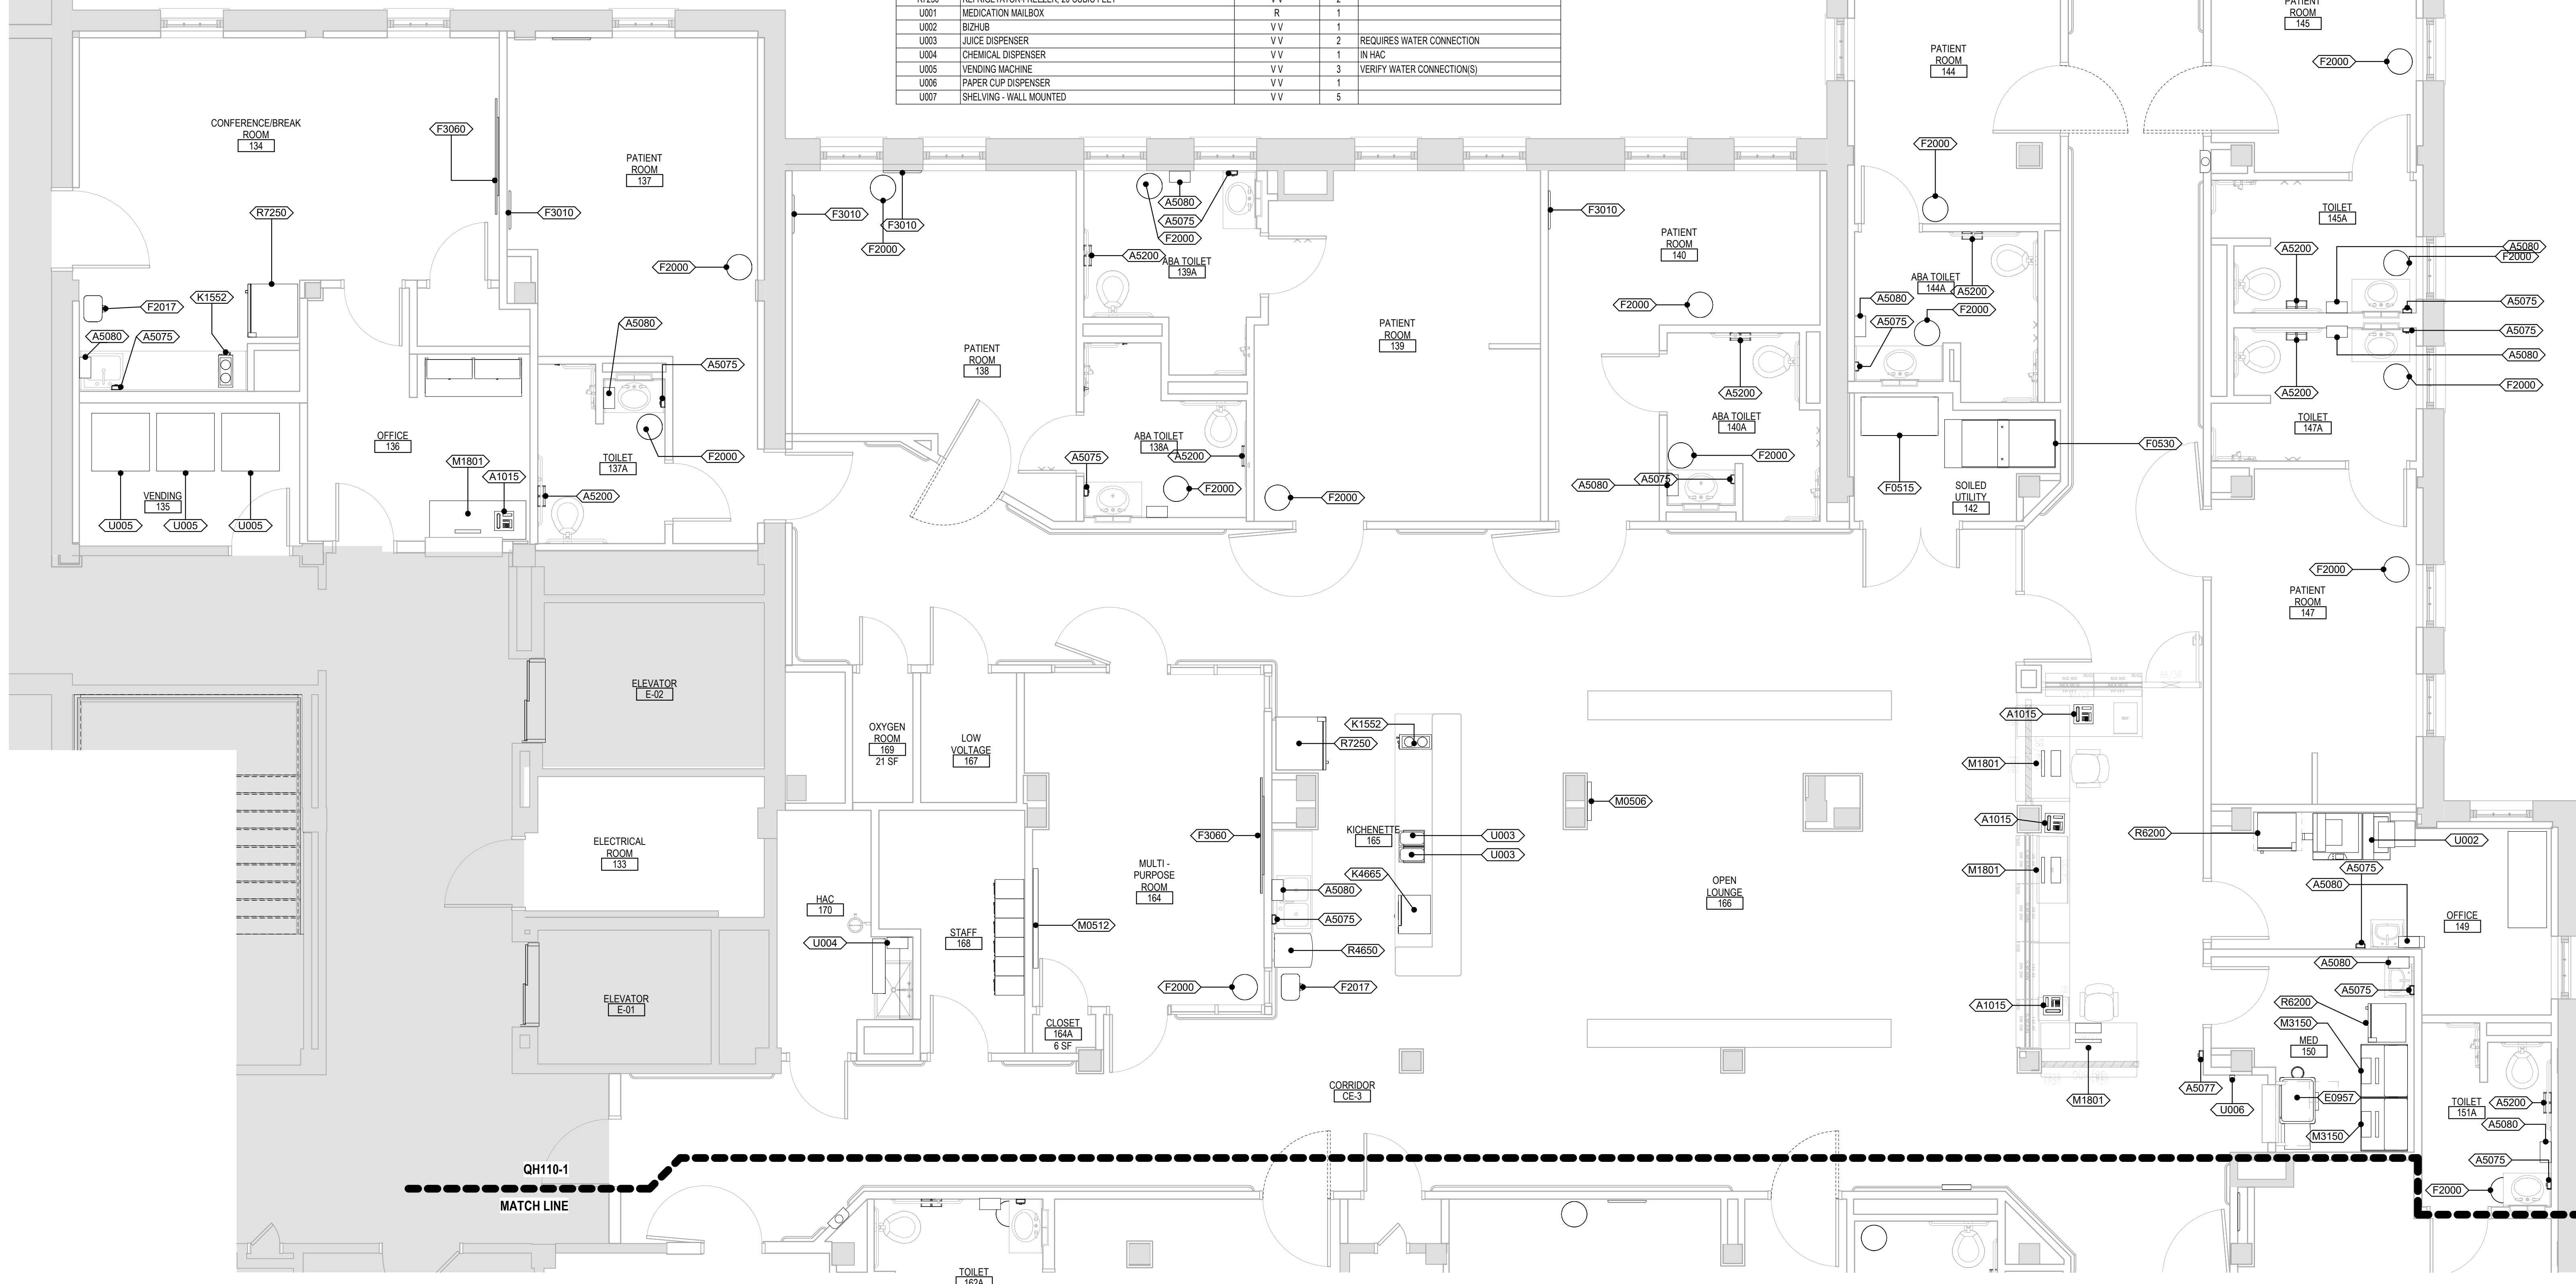 R7250 REFRIGERATOR FREEZER, 20 CUBIC FEET V V 2
U001 MEDICATION MAILBOX R 1
U002 BIZHUB V V 1
U003 JUICE DISPENSER V V 2 REQUIRES WATER CONNECTION
U004 CHEMICAL DISPENSER V V 1 IN HAC
U005 VENDING MACHINE V V 3 VERIFY WATER CONNECTION(S)
U006 PAPER CUP DISPENSER V V 1
U007 SHELVING - WALL MOUNTED V V 5
CONFERENCE/BREAK
ROOM
134
F3060
R7250
F2017
K1552
A5080
A5075
VENDING
135
U005
U005
U005
OFFICE
136
M1801
A1015
PATIENT
ROOM
137
F3010
F2000
A5080
A5075
TOILET
137A
F2000
A5200
F3010
F3010
F2000
PATIENT
ROOM
138
ABA TOILET
138A
A5200
A5075
F2000
A5080
A5075
F2000
A5200
ABA TOILET
139A
PATIENT
ROOM
139
F2000
F3010
PATIENT
ROOM
140
F2000
A5200
ABA TOILET
140A
F2000
A5075
A5080
PATIENT
ROOM
144
F2000
ABA TOILET
144A
A5200
A5080
F2000
A5075
F0515
SOILED
UTILITY
142
F0530
PATIENT
ROOM
145
F2000
TOILET
145A
A5200
A5080
F2000
A5075
A5075
A5080
F2000
A5200
TOILET
147A
F2000
PATIENT
ROOM
147
ELEVATOR
E-02
ELECTRICAL
ROOM
133
ELEVATOR
E-01
OXYGEN
ROOM
169
21 SF
LOW
VOLTAGE
167
HAC
170
U004
STAFF
168
M0512
MULTI -
PURPOSE
ROOM
164
F3060
F2000
CLOSET
164A
6 SF
R7250
K1552
KICHENETTE
165
U003
U003
K4665
A5080
A5075
R4650
F2017
M0506
OPEN
LOUNGE
166
A1015
M1801
A1015
M1801
A1015
M1801
R6200
U002
A5075
A5080
OFFICE
149
A5080
A5075
R6200
M3150
MED
150
A5077
U006
E0957
M3150
TOILET
151A
A5200
A5080
A5075
F2000
CORRIDOR
CE-3
QH110-1
MATCH LINE
TOILET
162A